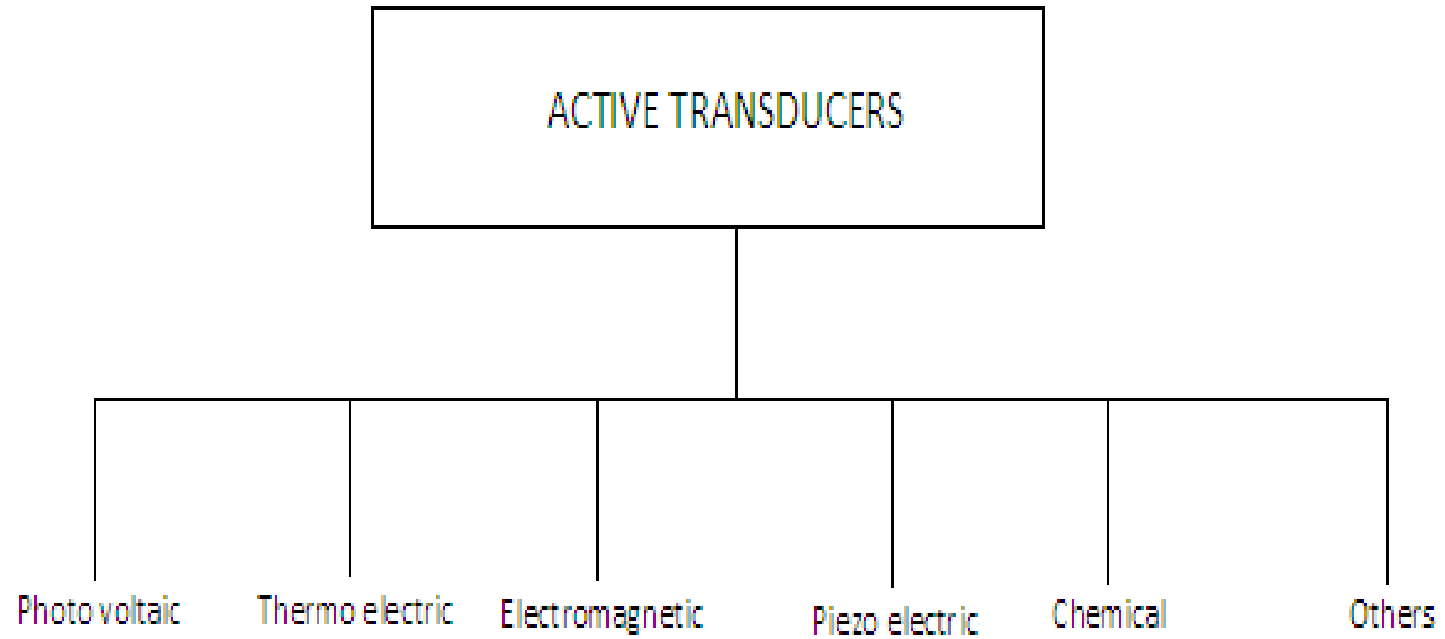 ACTIVE TRANSDUCERS
Photo voltaic
Thermo electric
Electromagnetic
Piezo electric
Chemical
Others